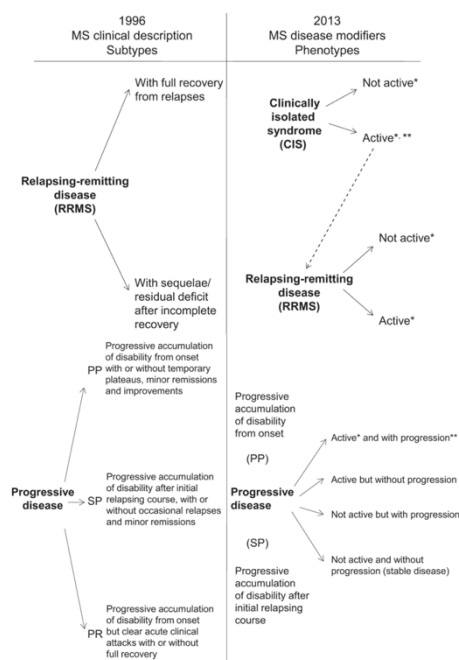 1996
MS clinical description
Subtypes
With full recovery
from relapses
Relapsing-remitting
disease
(RRMS)
With sequelae/
residual deficit
after incomplete
recovery
PP
Progressive accumulation
of disability from onset
with or without temporary
plateaus, minor remissions
and improvements
Progressive
disease
SP
Progressive accumulation
of disability after initial
relapsing course, with or
without occasional relapses
and minor remissions
PR
Progressive accumulation
of disability from onset
but clear acute clinical
attacks with or without
full recovery
2013
MS disease modifiers
Phenotypes
Clinically
isolated
syndrome
(CIS)
Not active*
Active*, **
Relapsing-remitting
disease
(RRMS)
Not active*
Active*
Progressive
accumulation
of disability
from onset
(PP)
Progressive
disease
(SP)
Progressive
accumulation
of disability after
initial relapsing
course
Active* and with progression**
Active but without progression
Not active but with progression
Not active and without
progression (stable disease)